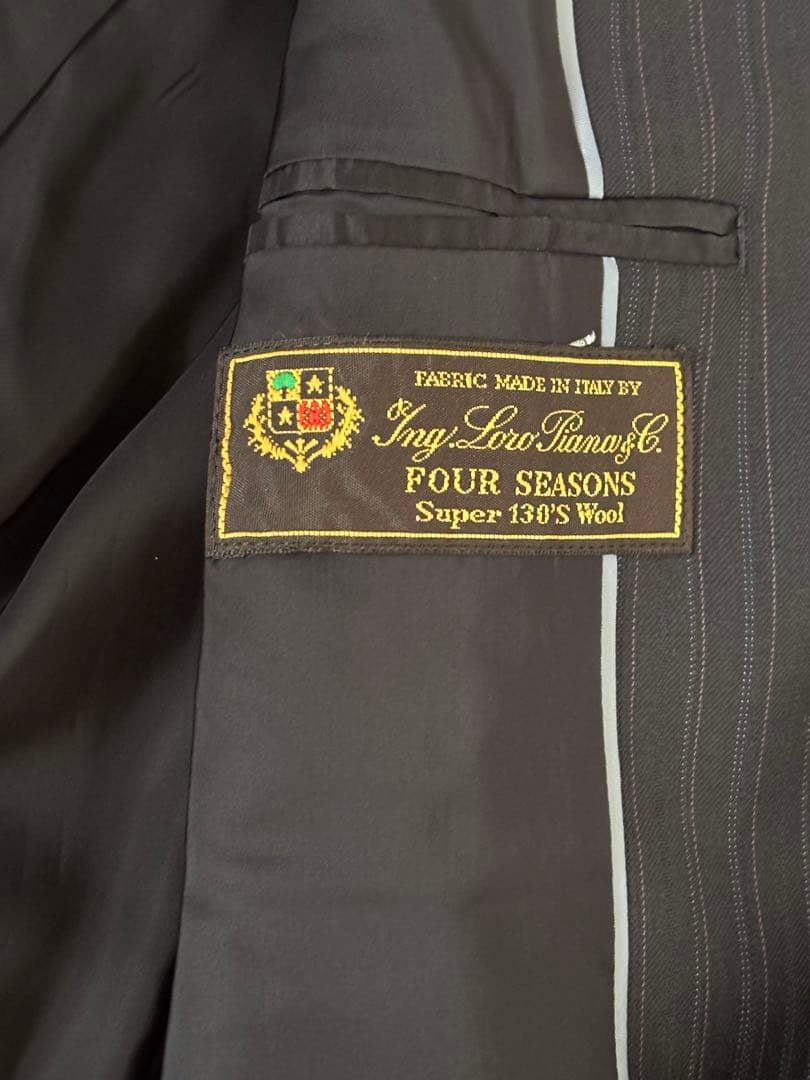 FABRIC MADE IN ITALY BY
Ing. Loro Piana & C.
FOUR SEASONS
Super 130'S Wool